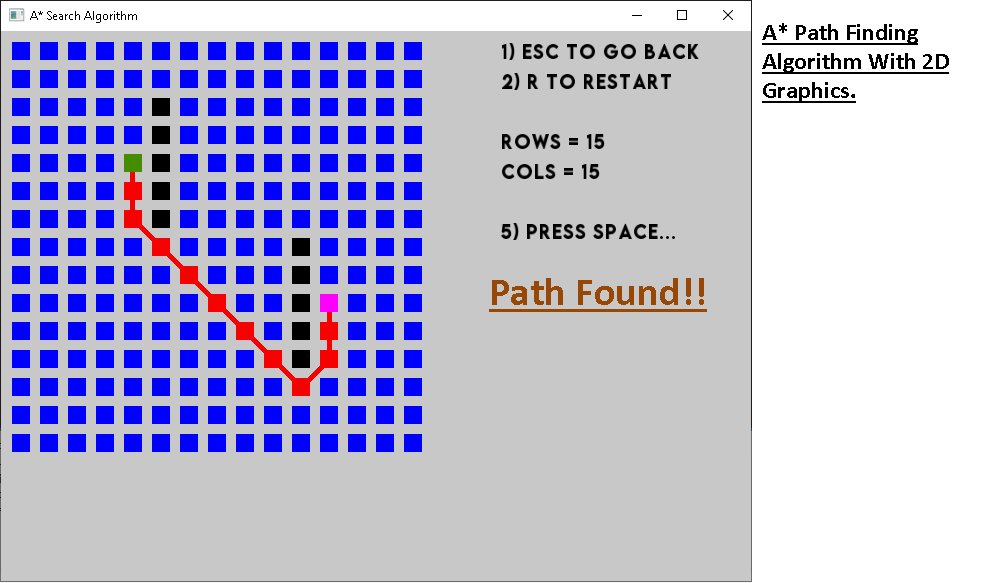 A* Search Algorithm
1) ESC TO GO BACK
2) R TO RESTART
ROWS = 15
COLS = 15
5) PRESS SPACE...
Path Found!!
A* Path Finding
Algorithm With 2D
Graphics.